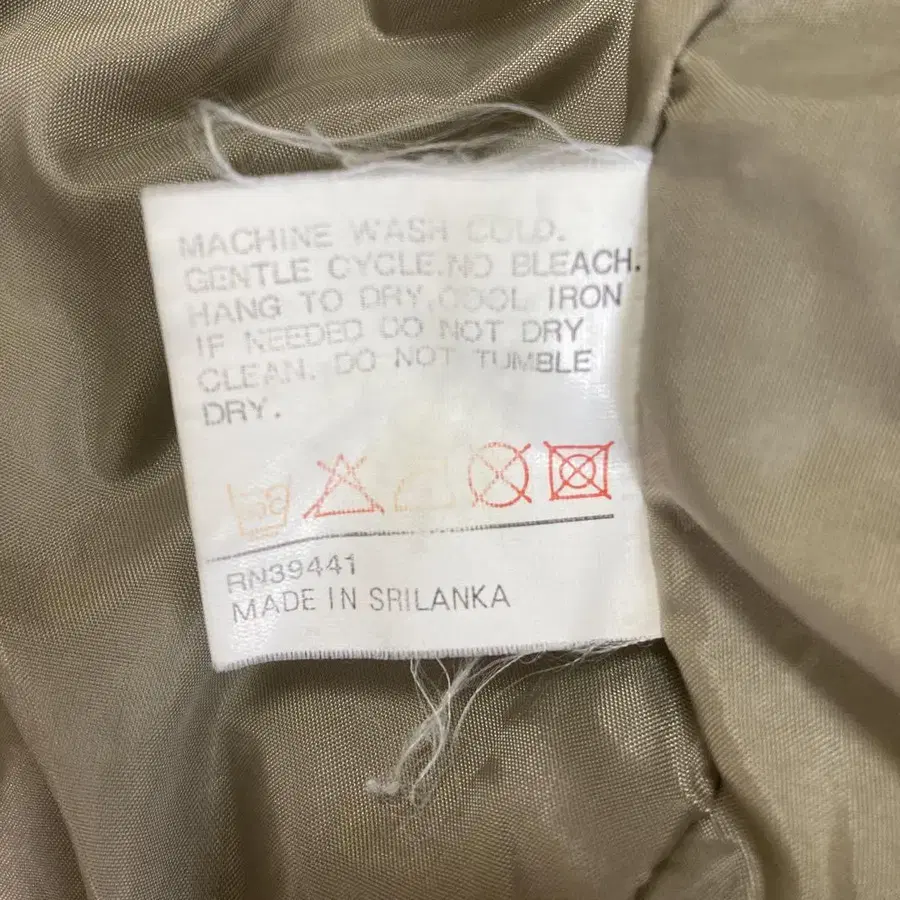 MACHINE WASH COLD.
GENTLE CYCLE.NO BLEACH.
HANG TO DRY,COOL IRON
IF NEEDED DO NOT DRY
CLEAN. DO NOT TUMBLE
DRY.
30
RN39441
MADE IN SRILANKA